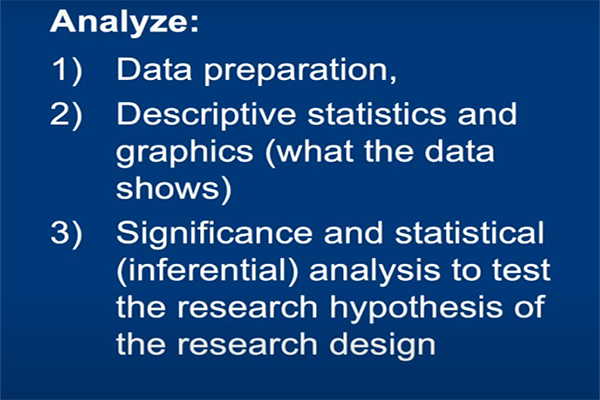 Analyze:
1) Data preparation,
2) Descriptive statistics and
graphics (what the data
shows)
3) Significance and statistical
(inferential) analysis to test
the research hypothesis of
the research design